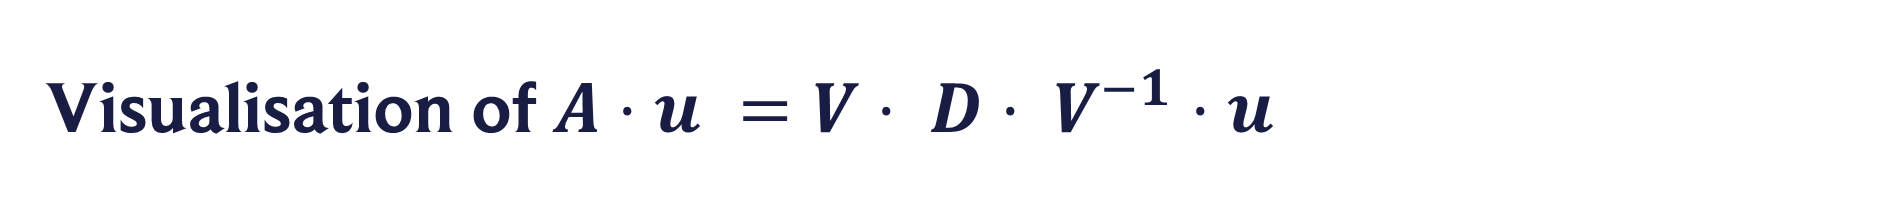 Visualisation of A · u = V · D · V⁻¹ · u